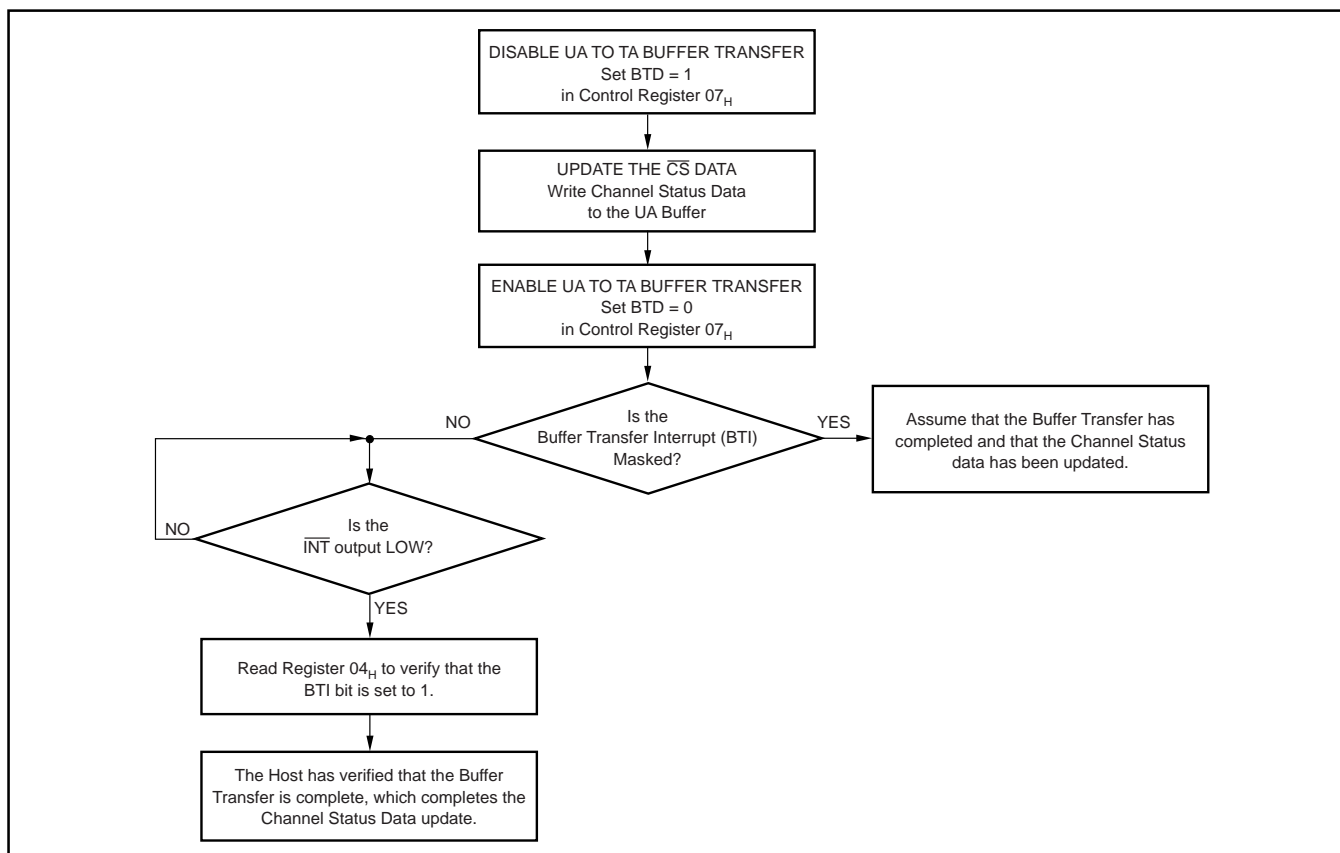 DISABLE UA TO TA BUFFER TRANSFER
Set BTD = 1
in Control Register 07H
UPDATE THE C̅S̅ DATA
Write Channel Status Data
to the UA Buffer
ENABLE UA TO TA BUFFER TRANSFER
Set BTD = 0
in Control Register 07H
Is the
Buffer Transfer Interrupt (BTI)
Masked?
YES
Assume that the Buffer Transfer has
completed and that the Channel Status
data has been updated.
NO
Is the
I̅N̅T̅ output LOW?
NO
YES
Read Register 04H to verify that the
BTI bit is set to 1.
The Host has verified that the Buffer
Transfer is complete, which completes the
Channel Status Data update.